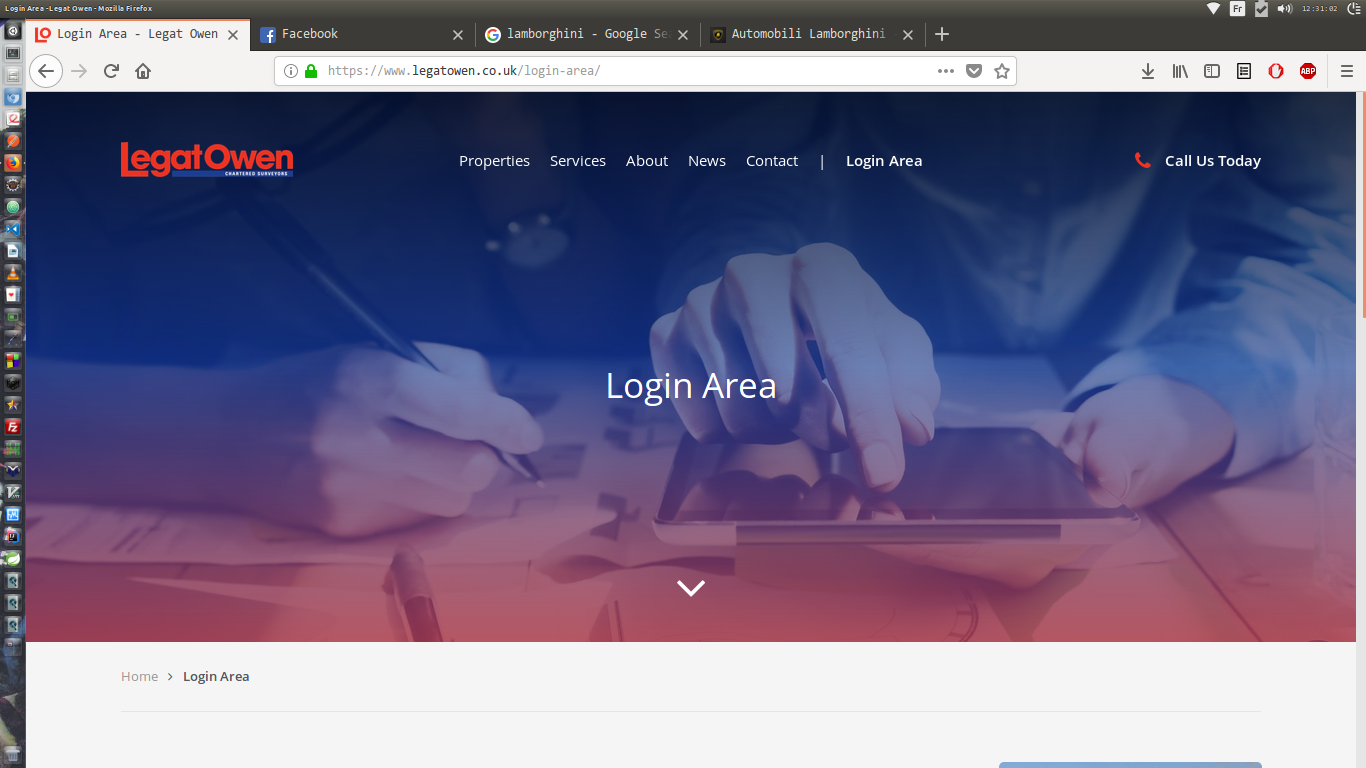 Login Area - Legat Owen - Mozilla Firefox
Fr
12:31:02
Login Area - Legat Owen
Facebook
lamborghini - Google Se
Automobili Lamborghini
https://www.legatowen.co.uk/login-area/
ABP
LegatOwen
CHARTERED SURVEYORS
Properties
Services
About
News
Contact
|
Login Area
Call Us Today
Login Area
Home > Login Area